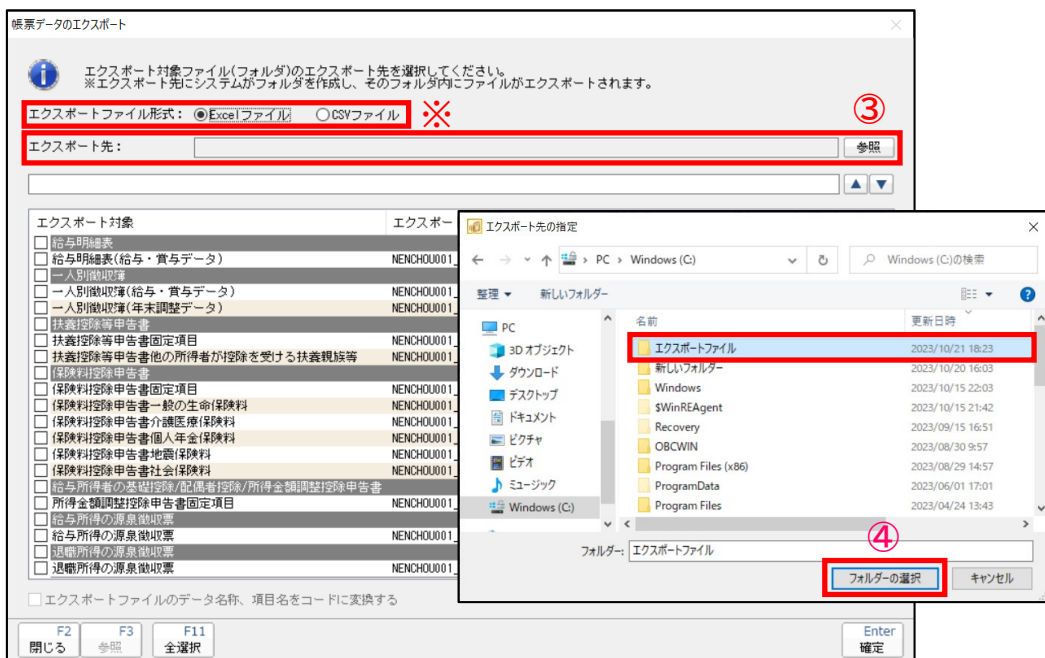 帳票データのエクスポート
エクスポート対象ファイル(フォルダ)のエクスポート先を選択してください。
※エクスポート先にシステムがフォルダを作成し、そのフォルダ内にファイルがエクスポートされます。
エクスポートファイル形式： Excelファイル CSVファイル ※
③
エクスポート先： 参照
エクスポート対象 エクスポー
給与明細表
給与明細表(給与・賞与データ) NENCHOU001_
一人別徴収簿
一人別徴収簿(給与・賞与データ) NENCHOU001_
一人別徴収簿(年末調整データ) NENCHOU001_
扶養控除等申告書
扶養控除等申告書固定項目 NENCHOU001_
扶養控除等申告書他の所得者が控除を受ける扶養親族等 NENCHOU001_
保険料控除申告書
保険料控除申告書固定項目 NENCHOU001_
保険料控除申告書一般の生命保険料 NENCHOU001_
保険料控除申告書介護医療保険料 NENCHOU001_
保険料控除申告書個人年金保険料 NENCHOU001_
保険料控除申告書地震保険料 NENCHOU001_
保険料控除申告書社会保険料 NENCHOU001_
給与所得者の基礎控除/配偶者控除/所得金額調整控除申告書
所得金額調整控除申告書固定項目 NENCHOU001_
給与所得の源泉徴収票
給与所得の源泉徴収票 NENCHOU001_
退職所得の源泉徴収票
退職所得の源泉徴収票 NENCHOU001_
エクスポートファイルのデータ名称、項目名をコードに変換する
F2 F3 F11 Enter
閉じる 参照 全選択 確定
エクスポート先の指定
PC › Windows (C:) Windows (C:)の検索
整理 新しいフォルダー
PC
3D オブジェクト
ダウンロード
デスクトップ
ドキュメント
ピクチャ
ビデオ
ミュージック
Windows (C:)
名前 更新日時
エクスポートファイル 2023/10/21 18:23
新しいフォルダー 2023/10/20 16:03
Windows 2023/10/15 22:03
$WinREAgent 2023/10/15 21:42
Recovery 2023/09/15 16:51
OBCWIN 2023/08/30 9:57
Program Files (x86) 2023/08/29 14:57
ProgramData 2023/06/01 17:01
Program Files 2023/04/24 13:43
④
フォルダー: エクスポートファイル
フォルダーの選択 キャンセル